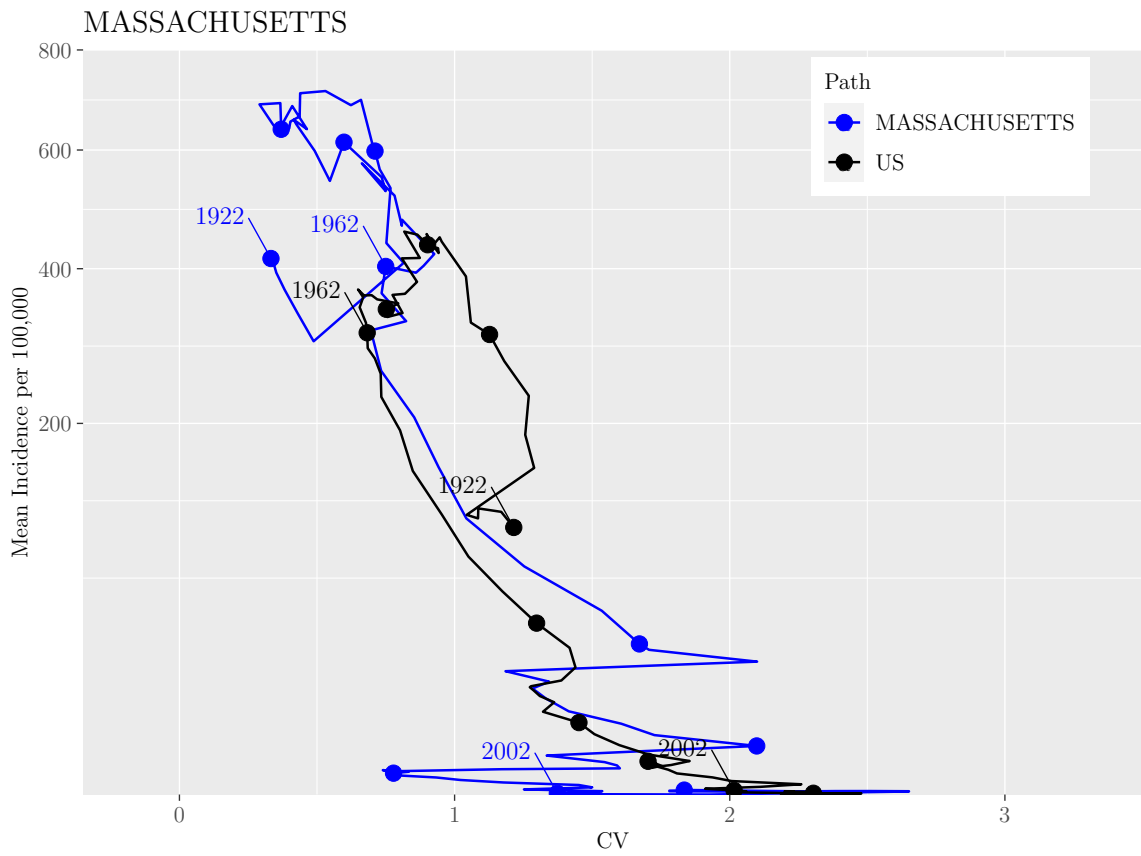 MASSACHUSETTS
800
600
400
200
Mean Incidence per 100,000
Path
MASSACHUSETTS
US
1922
1962
1962
1922
2002
2002
0
1
2
3
CV